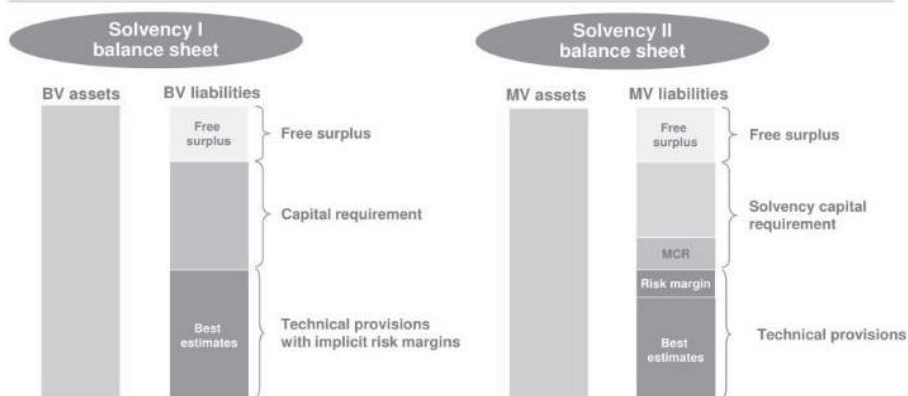 Solvency I
balance sheet
BV assets
BV liabilities
Free
surplus
Free surplus
Capital requirement
Best
estimates
Technical provisions
with implicit risk margins
Solvency II
balance sheet
MV assets
MV liabilities
Free
surplus
Free surplus
Solvency capital
requirement
MCR
Risk margin
Best
estimates
Technical provisions